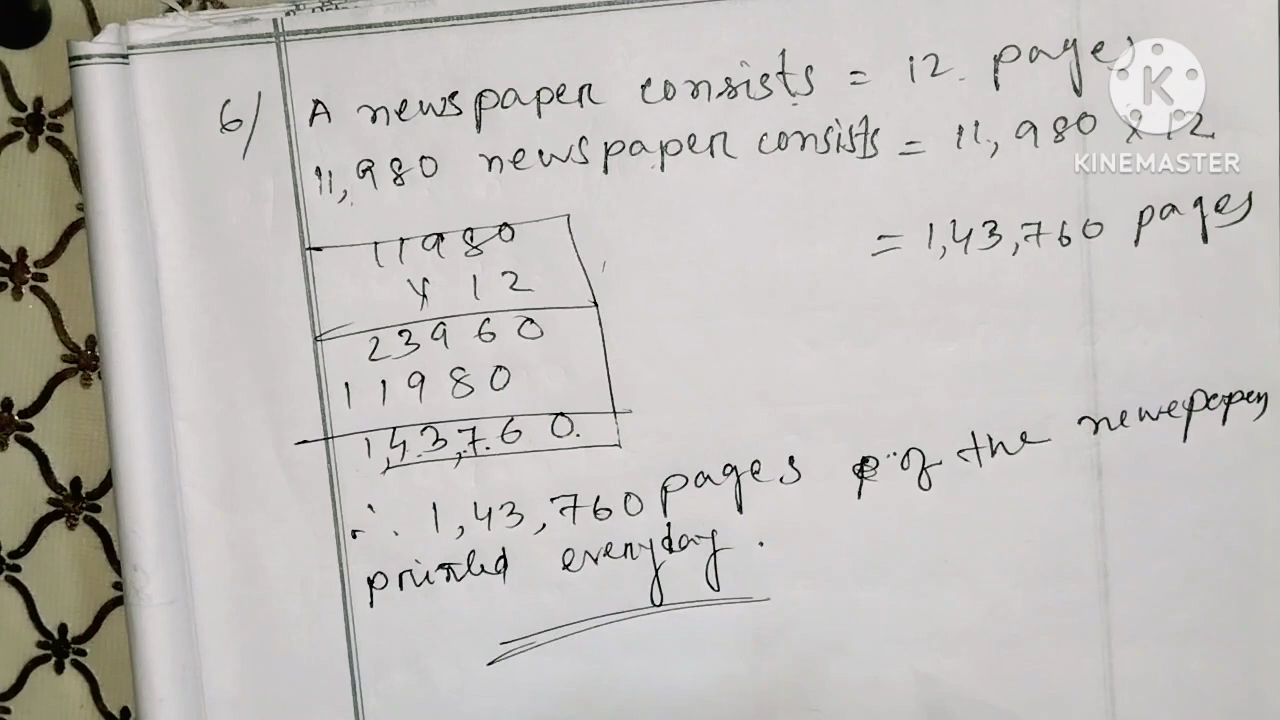 6) A newspaper consists = 12 pages
11,980 newspaper consists = 11,980 x 12
= 1,43,760 pages
11980
x 12
23960
11980
1,43,760.
∴ 1,43,760 pages of the newepapers
printed everyday.
K
KINEMASTER